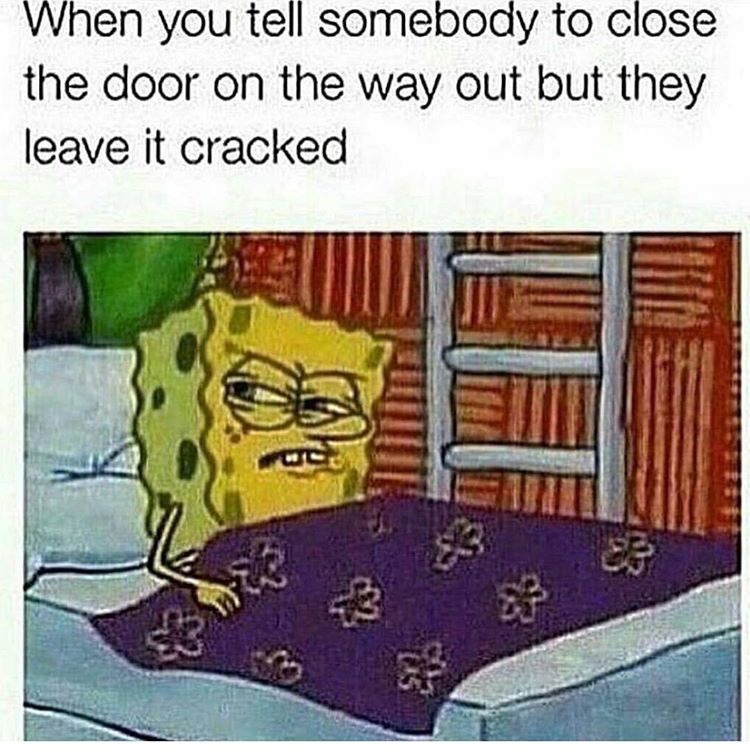 When you tell somebody to close
the door on the way out but they
leave it cracked